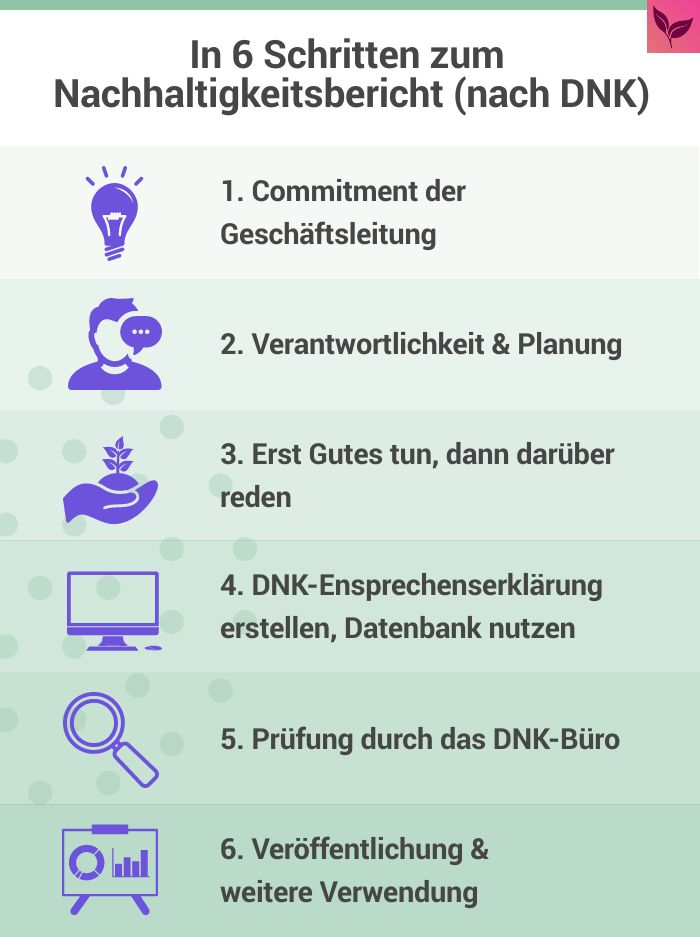 In 6 Schritten zum
Nachhaltigkeitsbericht (nach DNK)
1. Commitment der
Geschäftsleitung
2. Verantwortlichkeit & Planung
3. Erst Gutes tun, dann darüber
reden
4. DNK-Ensprechenserklärung
erstellen, Datenbank nutzen
5. Prüfung durch das DNK-Büro
6. Veröffentlichung &
weitere Verwendung